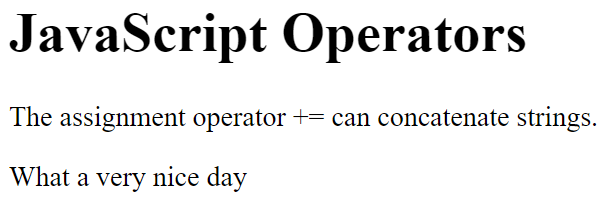 JavaScript Operators
The assignment operator += can concatenate strings.
What a very nice day